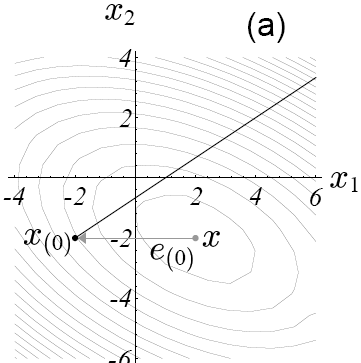 x₂ (a)
4
2
-4 -2 2 4 6 x₁
x₍₀₎ -2 e₍₀₎ x
-4
-6